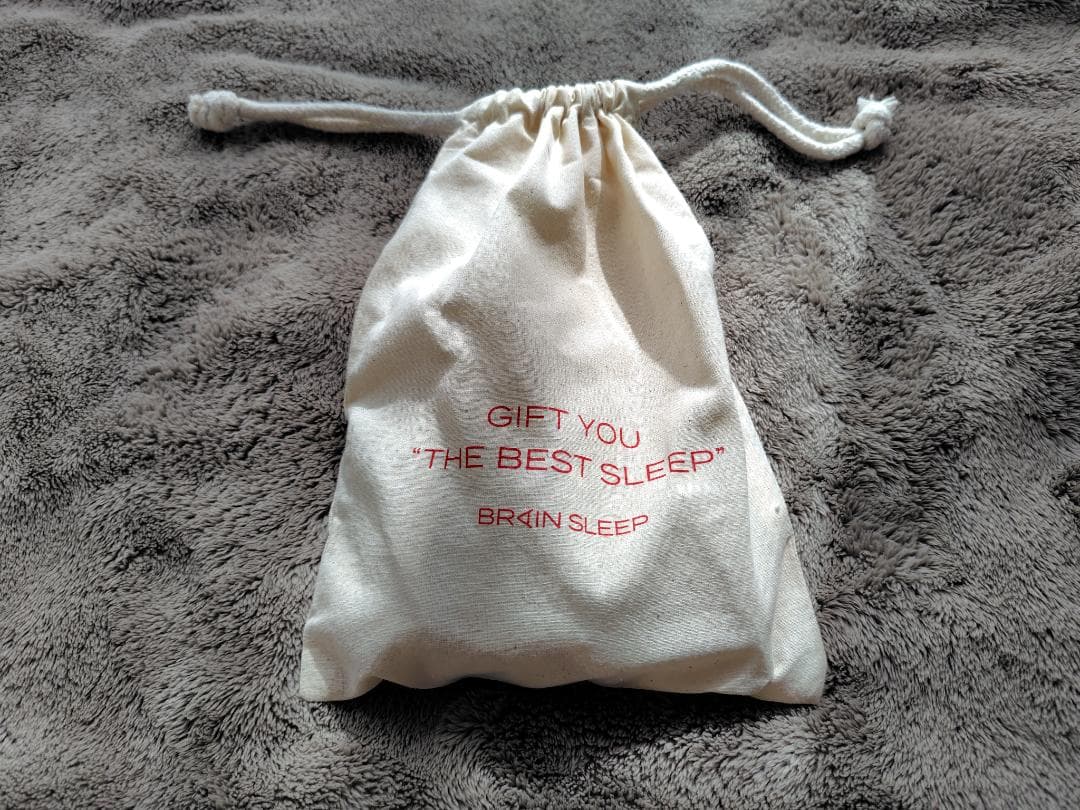 GIFT YOU
“THE BEST SLEEP”
BRAIN SLEEP